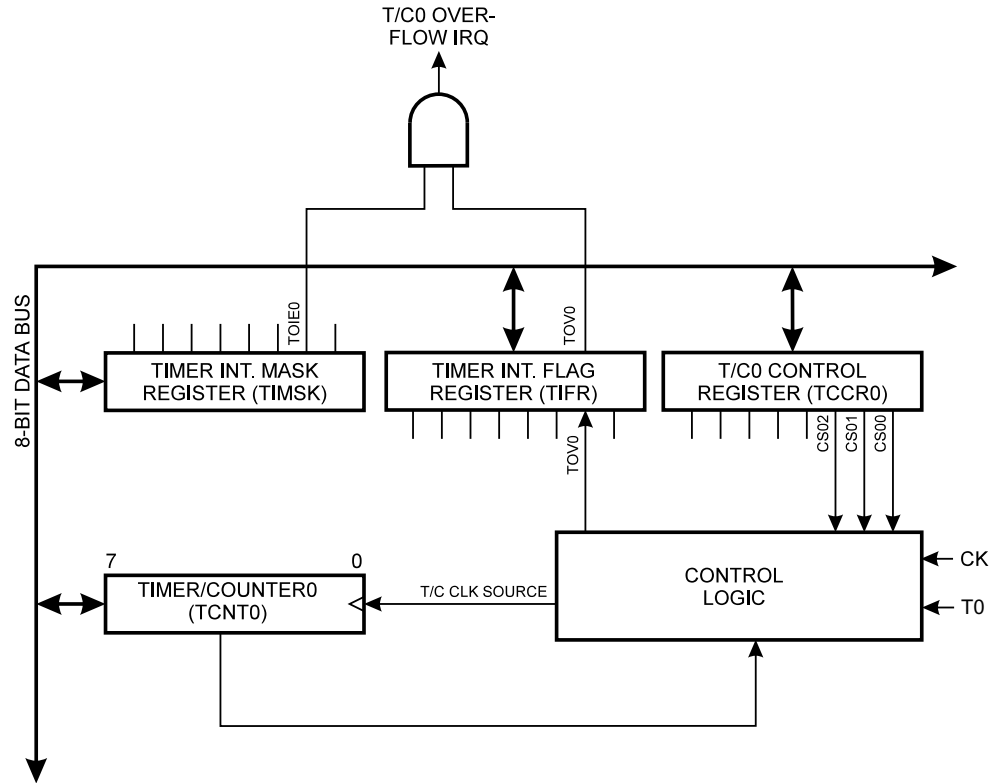 T/C0 OVER-
FLOW IRQ
8-BIT DATA BUS
TOIE0
TOV0
TIMER INT. MASK
REGISTER (TIMSK)
TIMER INT. FLAG
REGISTER (TIFR)
T/C0 CONTROL
REGISTER (TCCR0)
TOV0
CS02
CS01
CS00
7
0
TIMER/COUNTER0
(TCNT0)
T/C CLK SOURCE
CONTROL
LOGIC
CK
T0